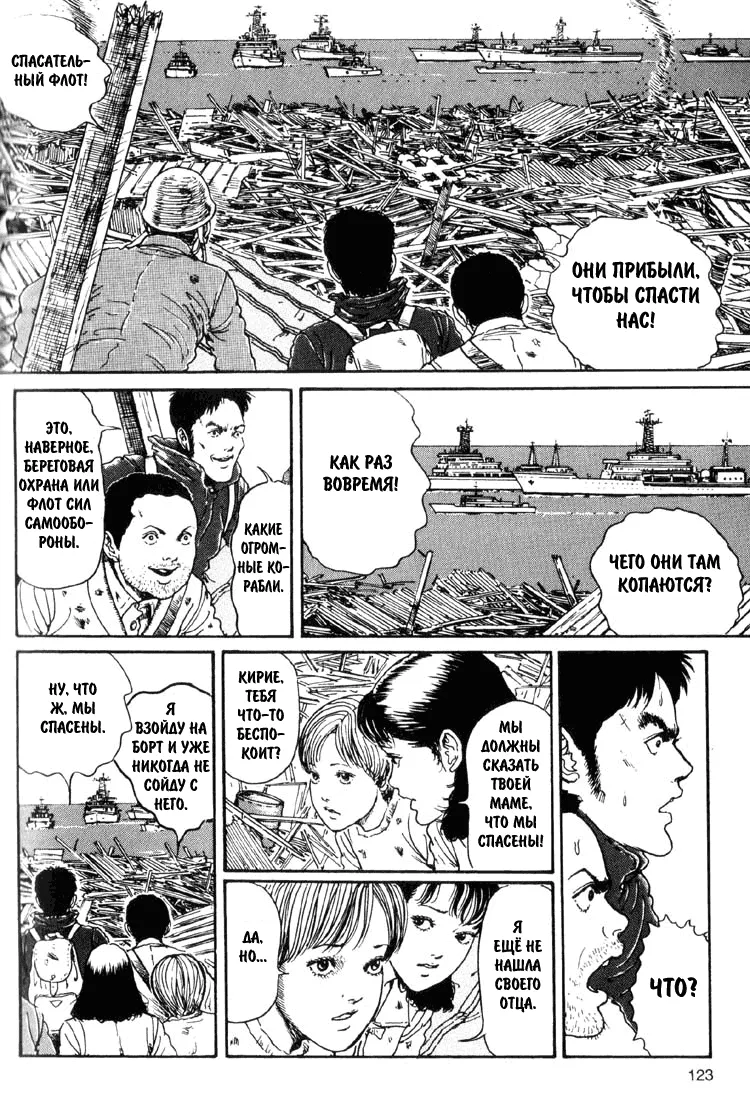 СПАСАТЕЛЬ-
НЫЙ ФЛОТ!
ОНИ ПРИБЫЛИ,
ЧТОБЫ СПАСТИ
НАС!
ЭТО,
НАВЕРНОЕ,
БЕРЕГОВАЯ
ОХРАНА ИЛИ
ФЛОТ СИЛ
САМООБО-
РОНЫ.
КАКИЕ
ОГРОМ-
НЫЕ КО-
РАБЛИ.
КАК РАЗ
ВОВРЕМЯ!
ЧЕГО ОНИ ТАМ
КОПАЮТСЯ?
НУ, ЧТО
Ж, МЫ
СПАСЕНЫ.
Я
ВЗОЙДУ НА
БОРТ И УЖЕ
НИКОГДА НЕ
СОЙДУ С
НЕГО.
КИРИЕ,
ТЕБЯ
ЧТО-ТО
БЕСПО-
КОИТ?
МЫ
ДОЛЖНЫ
СКАЗАТЬ
ТВОЕЙ
МАМЕ,
ЧТО МЫ
СПАСЕНЫ!
ДА,
НО...
Я
ЕЩЁ НЕ
НАШЛА
СВОЕГО
ОТЦА.
ЧТО?
123